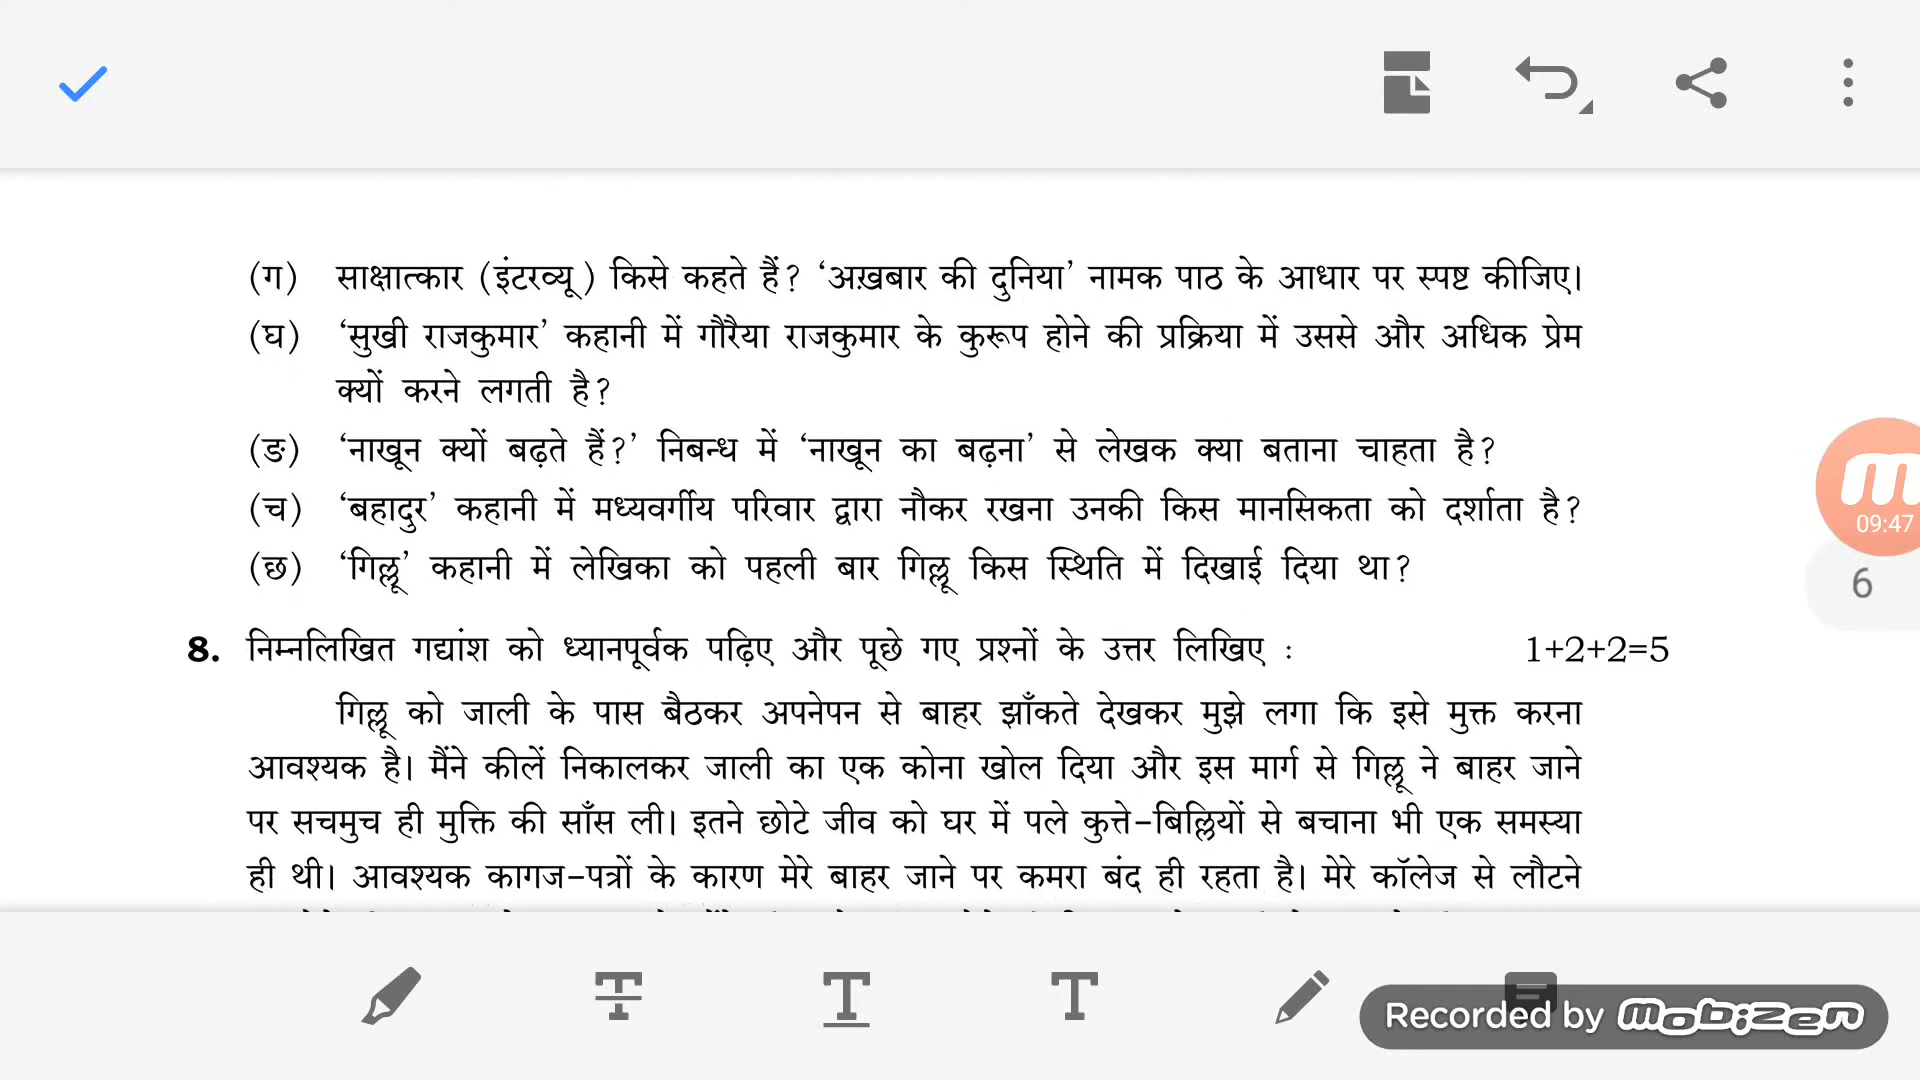 (ग) साक्षात्कार (इंटरव्यू) किसे कहते हैं? ‘अख़बार की दुनिया’ नामक पाठ के आधार पर स्पष्ट कीजिए।
(घ) ‘सुखी राजकुमार’ कहानी में गौरैया राजकुमार के कुरूप होने की प्रक्रिया में उससे और अधिक प्रेम
क्यों करने लगती है?
(ङ) ‘नाखून क्यों बढ़ते हैं?’ निबन्ध में ‘नाखून का बढ़ना’ से लेखक क्या बताना चाहता है?
(च) ‘बहादुर’ कहानी में मध्यवर्गीय परिवार द्वारा नौकर रखना उनकी किस मानसिकता को दर्शाता है?
09:47
(छ) ‘गिल्लू’ कहानी में लेखिका को पहली बार गिल्लू किस स्थिति में दिखाई दिया था?
6
8. निम्नलिखित गद्यांश को ध्यानपूर्वक पढ़िए और पूछे गए प्रश्नों के उत्तर लिखिए : 1+2+2=5
गिल्लू को जाली के पास बैठकर अपनेपन से बाहर झाँकते देखकर मुझे लगा कि इसे मुक्त करना
आवश्यक है। मैंने कीलें निकालकर जाली का एक कोना खोल दिया और इस मार्ग से गिल्लू ने बाहर जाने
पर सचमुच ही मुक्ति की साँस ली। इतने छोटे जीव को घर में पले कुत्ते-बिल्लियों से बचाना भी एक समस्या
ही थी। आवश्यक कागज-पत्रों के कारण मेरे बाहर जाने पर कमरा बंद ही रहता है। मेरे कॉलेज से लौटने
Recorded by mobizen